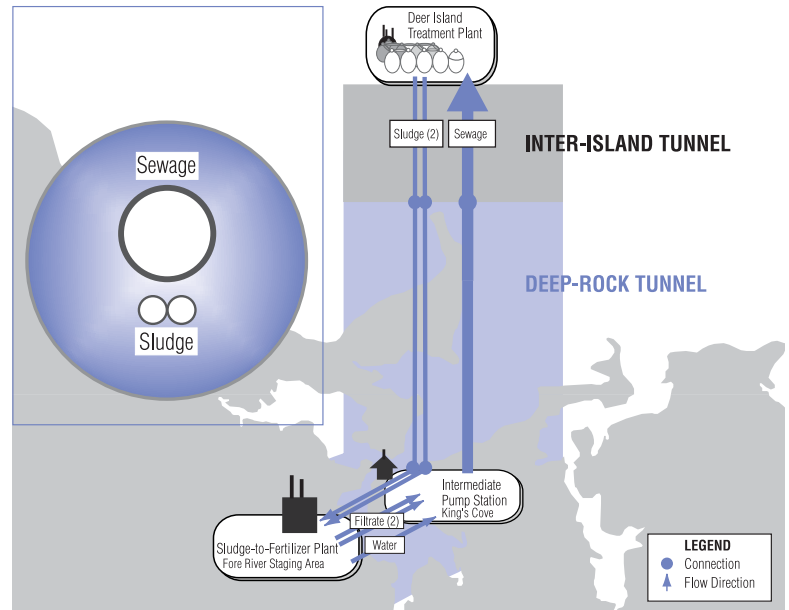 Deer Island
Treatment Plant
Sewage
Sludge
Sludge (2)
Sewage
INTER-ISLAND TUNNEL
DEEP-ROCK TUNNEL
Intermediate
Pump Station
King's Cove
Filtrate (2)
Water
Sludge-to-Fertilizer Plant
Fore River Staging Area
LEGEND
Connection
Flow Direction